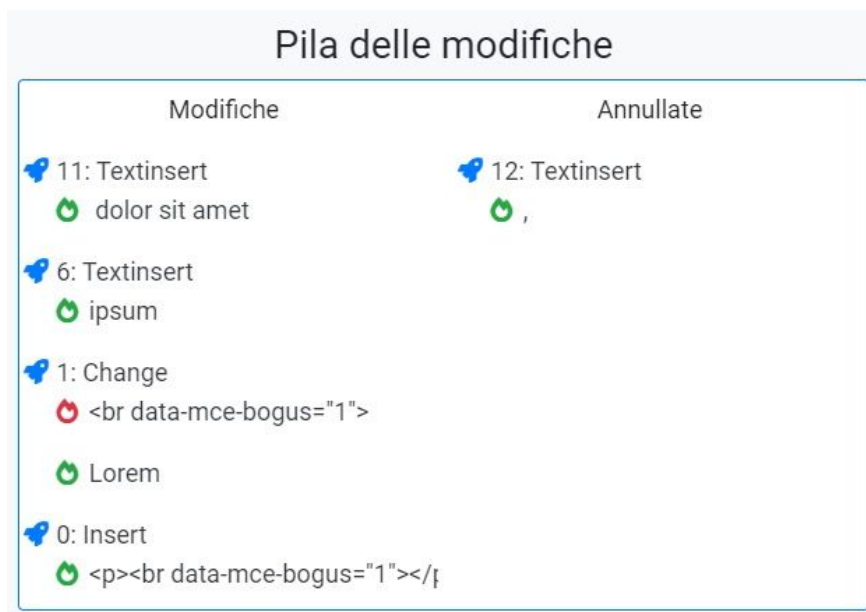 Pila delle modifiche
Modifiche
Annullate
11: Textinsert
dolor sit amet
12: Textinsert
,
6: Textinsert
ipsum
1: Change
<br data-mce-bogus="1">
Lorem
0: Insert
<p><br data-mce-bogus="1"></p